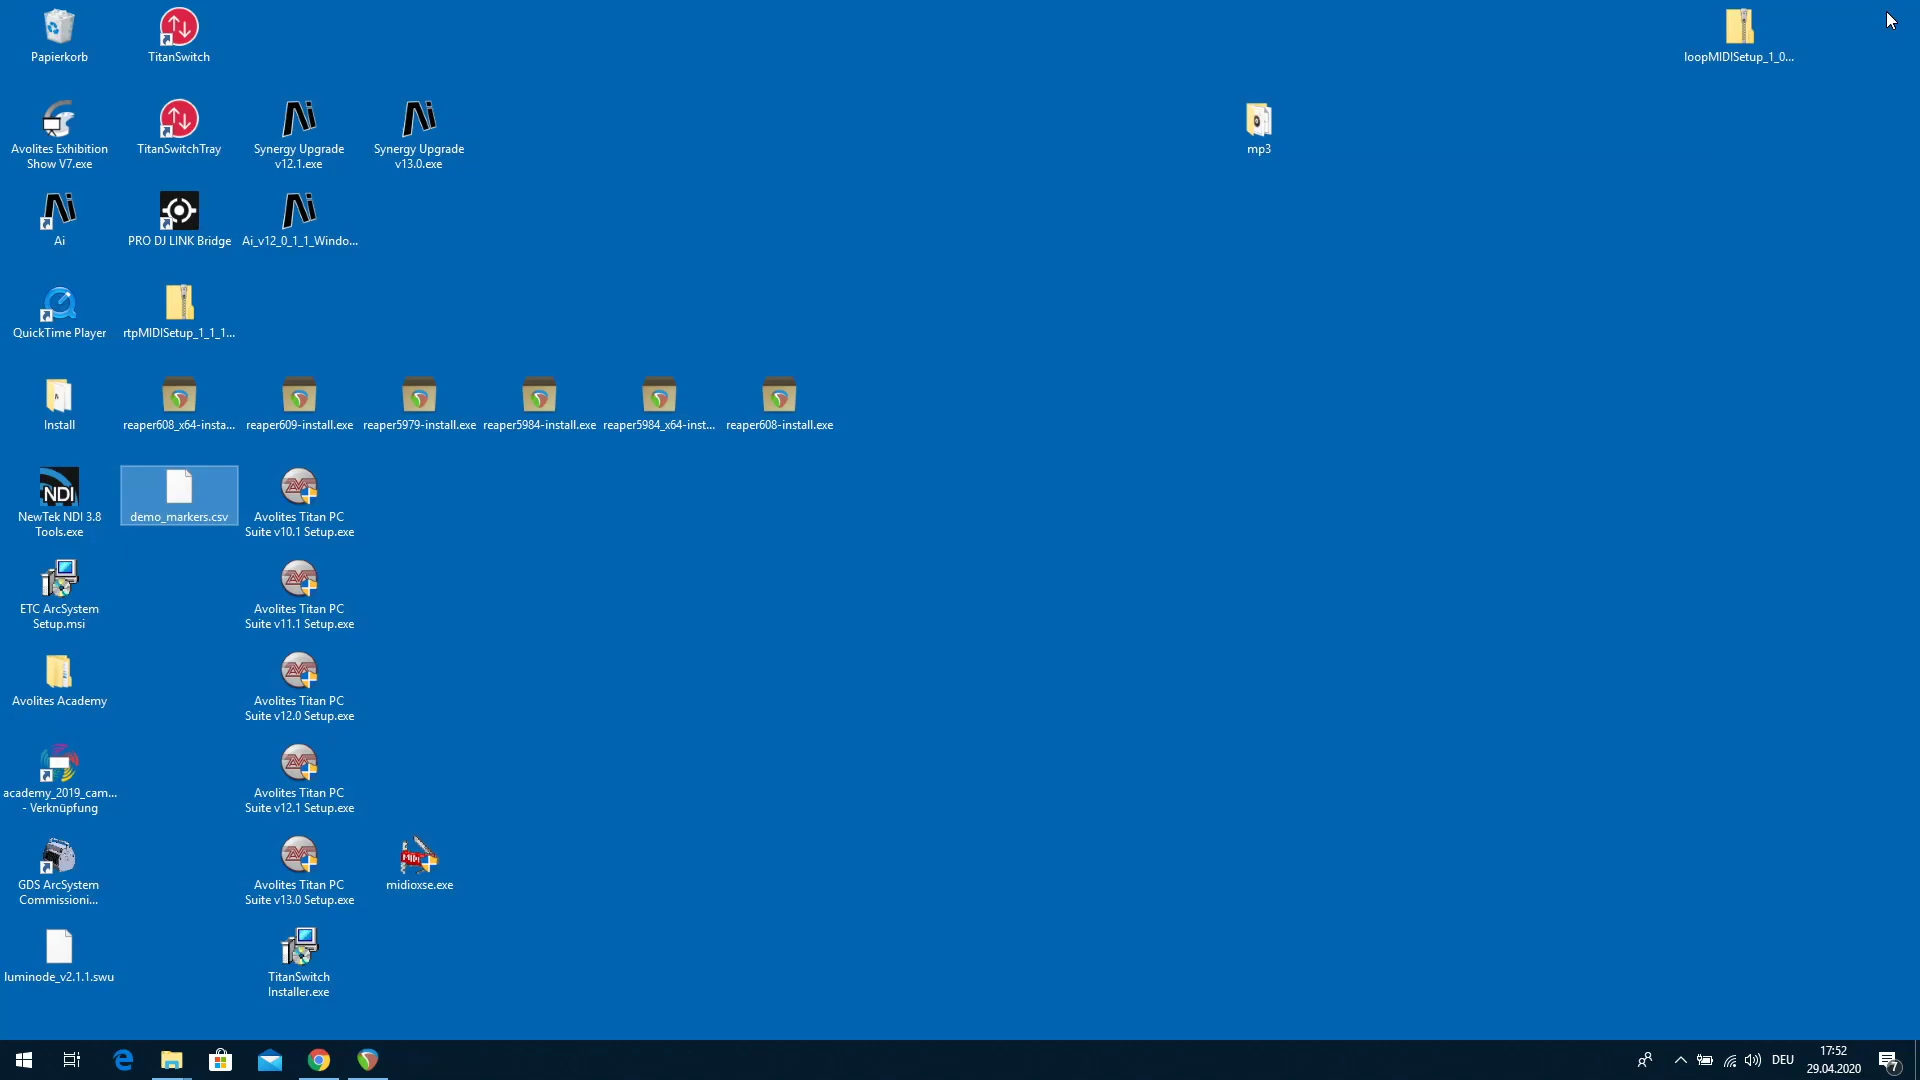 Papierkorb
TitanSwitch
loopMIDISetup_1_0...
Avolites Exhibition
Show V7.exe
TitanSwitchTray
Synergy Upgrade
v12.1.exe
Synergy Upgrade
v13.0.exe
mp3
Ai
PRO DJ LINK Bridge
Ai_v12_0_1_1_Windo...
QuickTime Player
rtpMIDISetup_1_1_1...
Install
reaper608_x64-insta...
reaper609-install.exe
reaper5979-install.exe
reaper5984-install.exe
reaper5984_x64-inst...
reaper608-install.exe
NDI
NewTek NDI 3.8
Tools.exe
demo_markers.csv
Avolites Titan PC
Suite v10.1 Setup.exe
ETC ArcSystem
Setup.msi
Avolites Titan PC
Suite v11.1 Setup.exe
Avolites Academy
Avolites Titan PC
Suite v12.0 Setup.exe
academy_2019_cam...
- Verknüpfung
Avolites Titan PC
Suite v12.1 Setup.exe
GDS ArcSystem
Commissioni...
Avolites Titan PC
Suite v13.0 Setup.exe
midioxse.exe
luminode_v2.1.1.swu
TitanSwitch
Installer.exe
DEU
17:52
29.04.2020
7